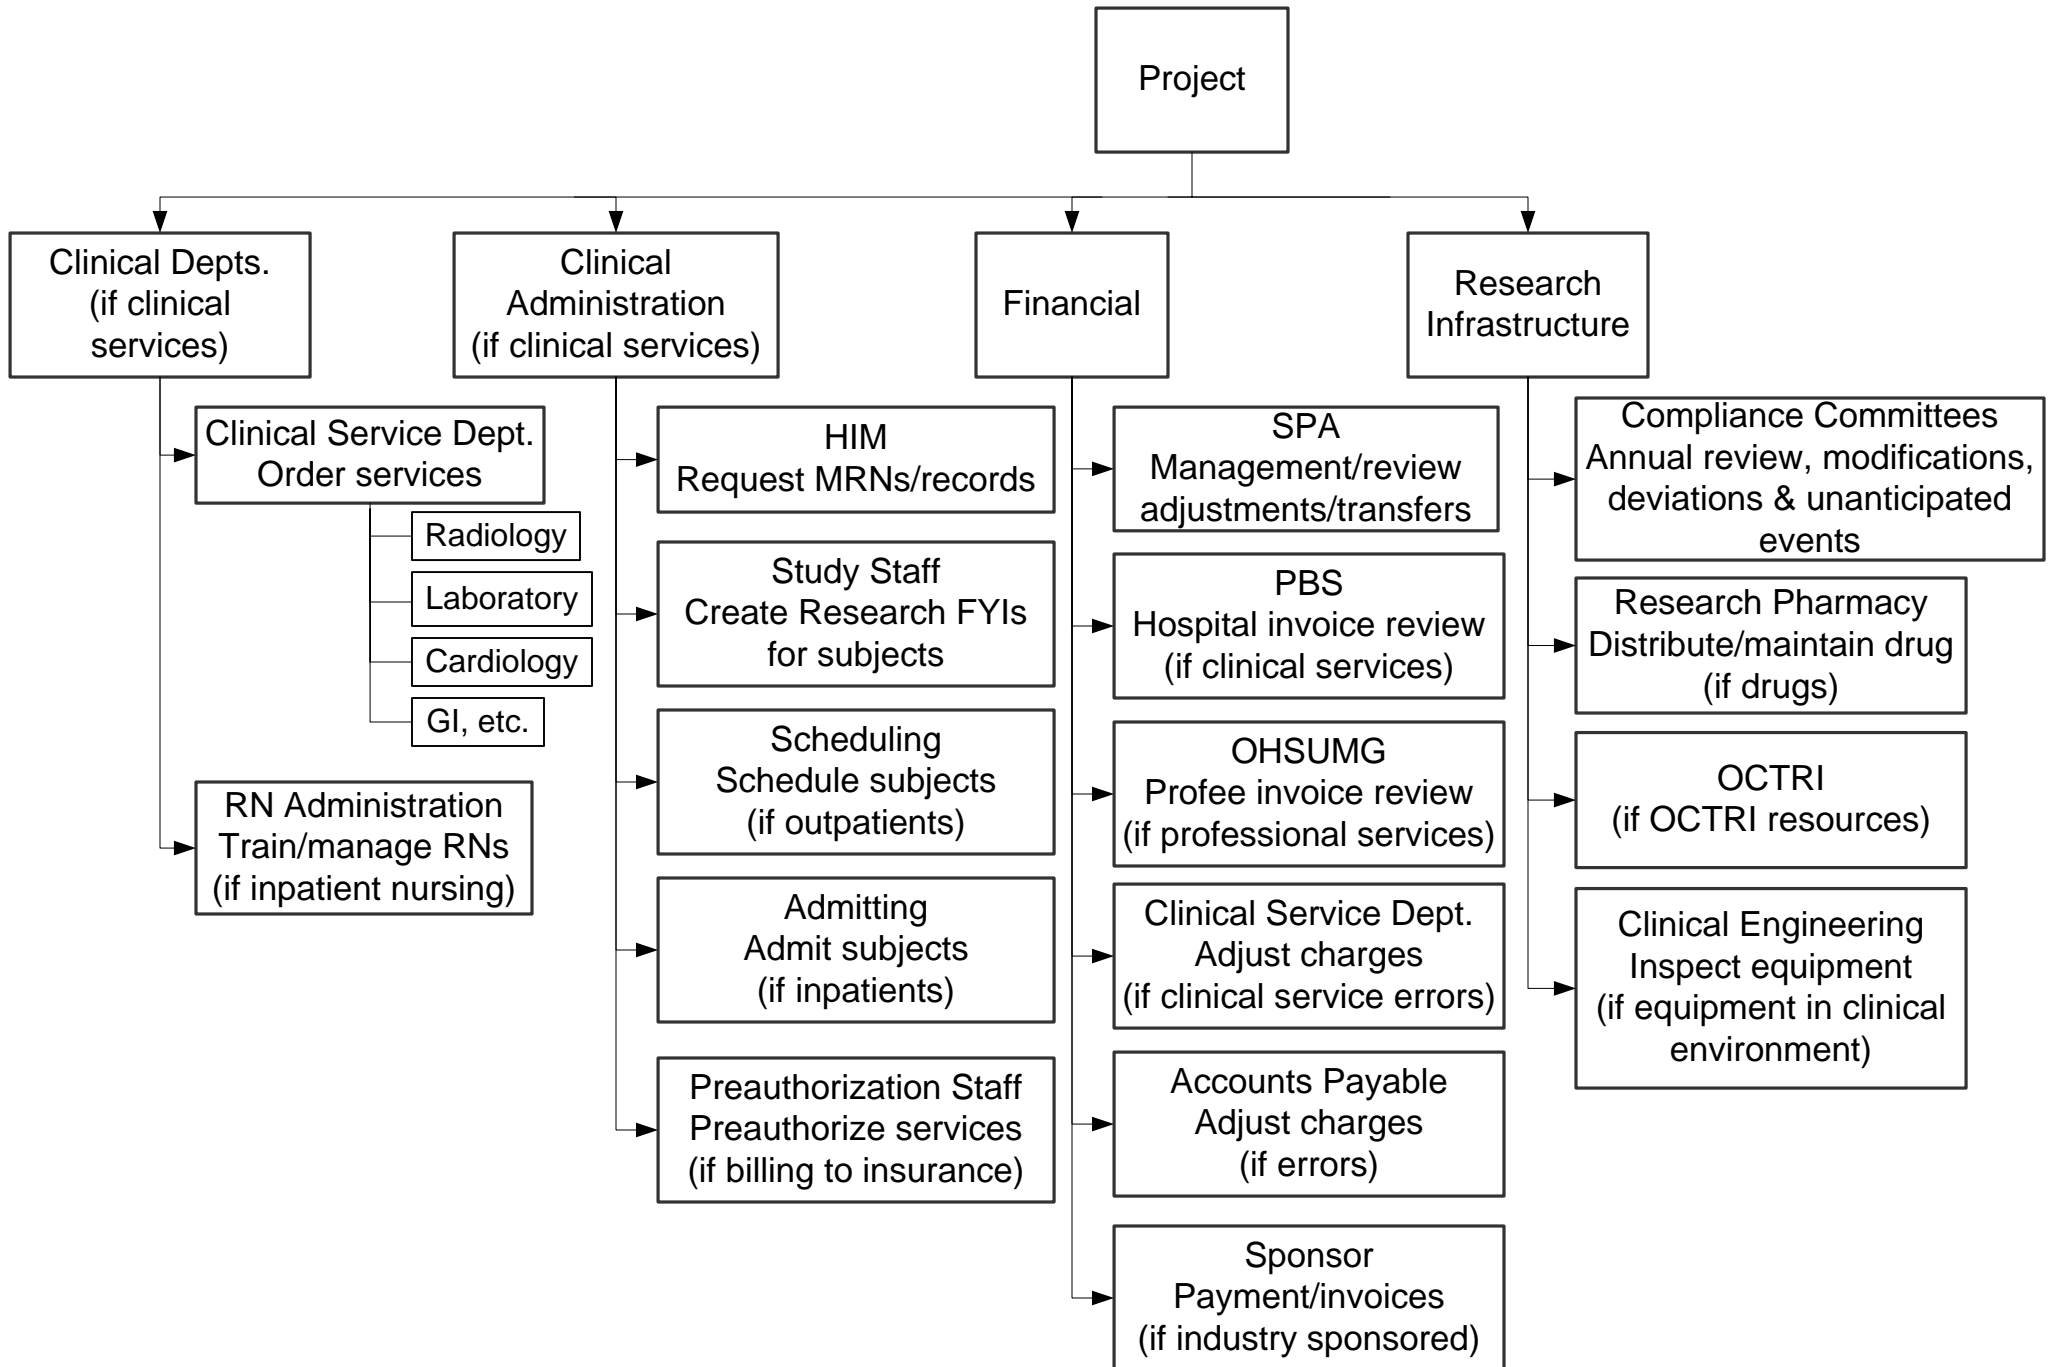 Project
Clinical Depts.
(if clinical
services)
Clinical Service Dept.
Order services
Radiology
Laboratory
Cardiology
GI, etc.
RN Administration
Train/manage RNs
(if inpatient nursing)
Clinical
Administration
(if clinical services)
HIM
Request MRNs/records
Study Staff
Create Research FYIs
for subjects
Scheduling
Schedule subjects
(if outpatients)
Admitting
Admit subjects
(if inpatients)
Preauthorization Staff
Preauthorize services
(if billing to insurance)
Financial
SPA
Management/review
adjustments/transfers
PBS
Hospital invoice review
(if clinical services)
OHSUMG
Profee invoice review
(if professional services)
Clinical Service Dept.
Adjust charges
(if clinical service errors)
Accounts Payable
Adjust charges
(if errors)
Sponsor
Payment/invoices
(if industry sponsored)
Research
Infrastructure
Compliance Committees
Annual review, modifications,
deviations & unanticipated
events
Research Pharmacy
Distribute/maintain drug
(if drugs)
OCTRI
(if OCTRI resources)
Clinical Engineering
Inspect equipment
(if equipment in clinical
environment)